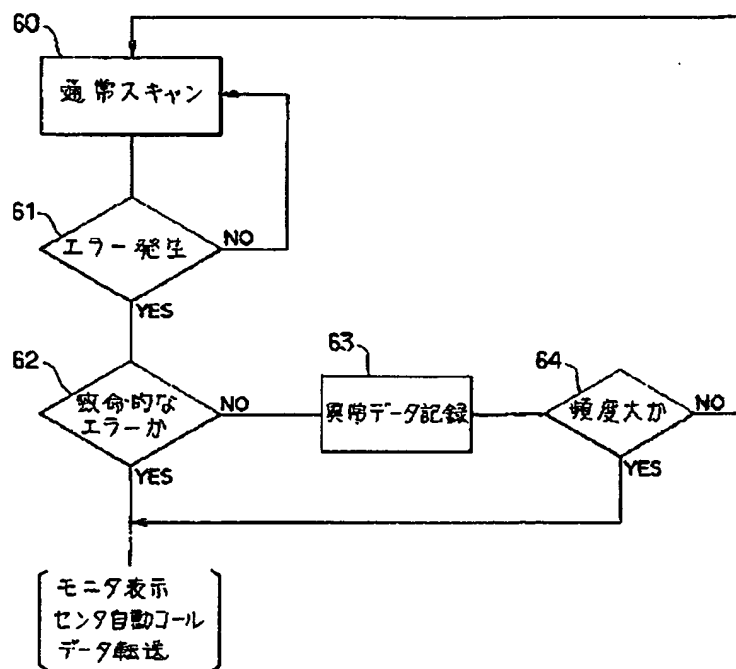 60
通常スキャン
61
エラー発生
NO
YES
62
致命的な
エラーか
NO
YES
63
異常データ記録
64
頻度大か
NO
YES
モニタ表示
センタ自動コール
データ転送